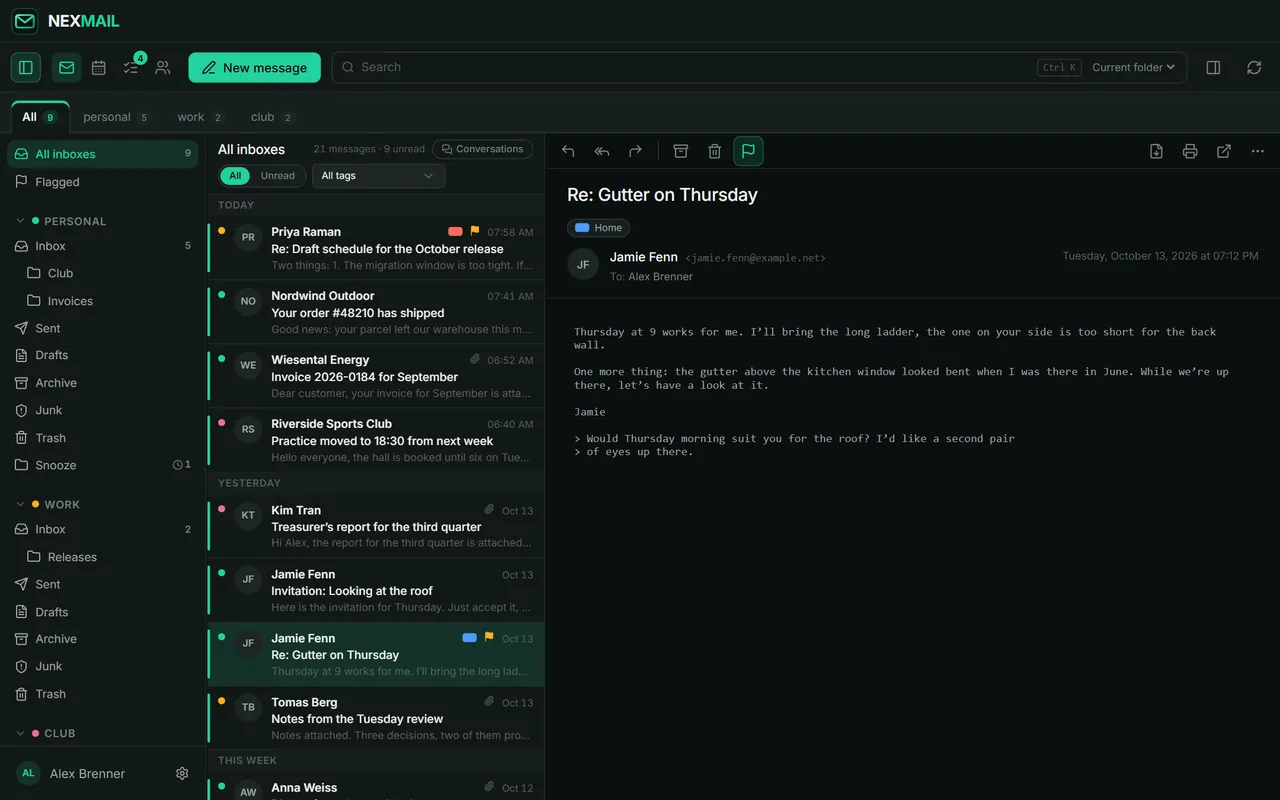 NEXMAIL
4
New message
Search
Ctrl K
Current folder
All 9
personal 5
work 2
club 2
All inboxes 9
Flagged
PERSONAL
Inbox 5
Club
Invoices
Sent
Drafts
Archive
Junk
Trash
Snooze 1
WORK
Inbox 2
Releases
Sent
Drafts
Archive
Junk
Trash
CLUB
AL Alex Brenner
All inboxes 21 messages · 9 unread Conversations
All Unread All tags
TODAY
PR Priya Raman 07:58 AM
Re: Draft schedule for the October release
Two things: 1. The migration window is too tight. If…
NO Nordwind Outdoor 07:41 AM
Your order #48210 has shipped
Good news: your parcel left our warehouse this m…
WE Wiesental Energy 06:52 AM
Invoice 2026-0184 for September
Dear customer, your invoice for September is atta…
RS Riverside Sports Club 06:40 AM
Practice moved to 18:30 from next week
Hello everyone, the hall is booked until six on Tue…
YESTERDAY
KT Kim Tran Oct 13
Treasurer’s report for the third quarter
Hi Alex, the report for the third quarter is attached…
JF Jamie Fenn Oct 13
Invitation: Looking at the roof
Here is the invitation for Thursday. Just accept it, …
JF Jamie Fenn Oct 13
Re: Gutter on Thursday
Thursday at 9 works for me. I’ll bring the long lad…
TB Tomas Berg Oct 13
Notes from the Tuesday review
Notes attached. Three decisions, two of them pro…
THIS WEEK
AW Anna Weiss Oct 12
Re: Gutter on Thursday
Home
JF Jamie Fenn <jamie.fenn@example.net> Tuesday, October 13, 2026 at 07:12 PM
To: Alex Brenner
Thursday at 9 works for me. I’ll bring the long ladder, the one on your side is too short for the back
wall.
One more thing: the gutter above the kitchen window looked bent when I was there in June. While we’re up
there, let’s have a look at it.
Jamie
> Would Thursday morning suit you for the roof? I’d like a second pair
> of eyes up there.